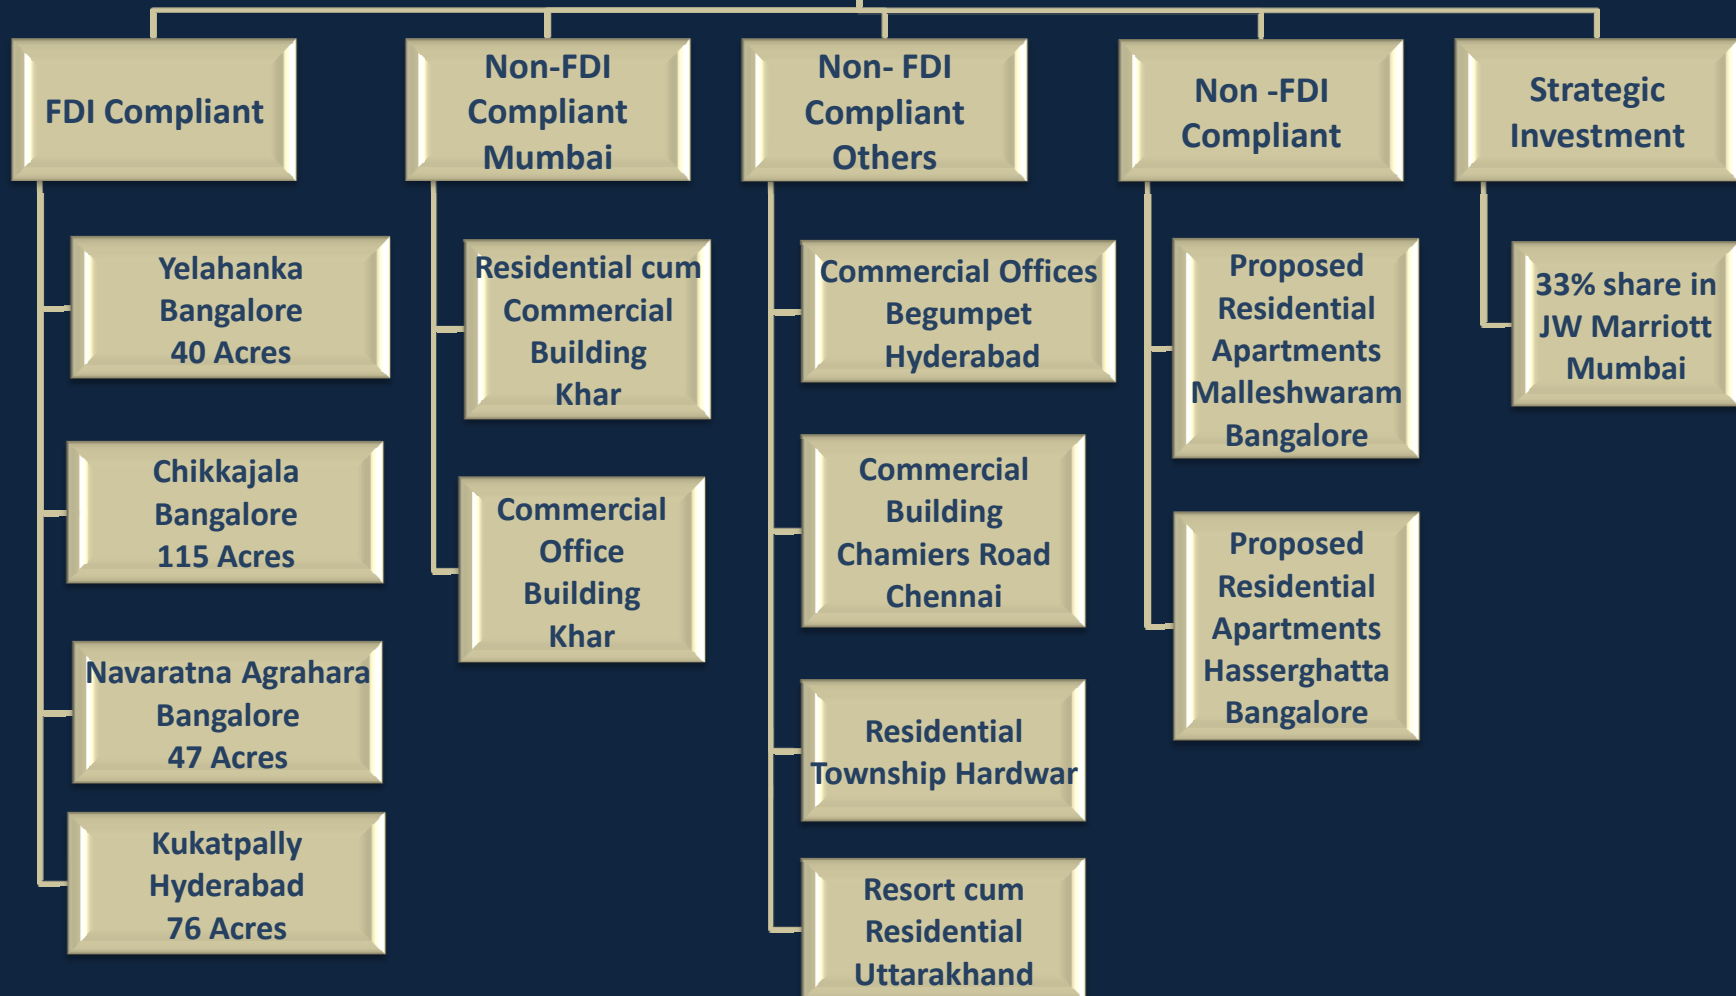 FDI Compliant
Non-FDI
Compliant
Mumbai
Non- FDI
Compliant
Others
Non -FDI
Compliant
Strategic
Investment
Yelahanka
Bangalore
40 Acres
Chikkajala
Bangalore
115 Acres
Navaratna Agrahara
Bangalore
47 Acres
Kukatpally
Hyderabad
76 Acres
Residential cum
Commercial
Building
Khar
Commercial
Office
Building
Khar
Commercial Offices
Begumpet
Hyderabad
Commercial
Building
Chamiers Road
Chennai
Residential
Township Hardwar
Resort cum
Residential
Uttarakhand
Proposed
Residential
Apartments
Malleshwaram
Bangalore
Proposed
Residential
Apartments
Hasserghatta
Bangalore
33% share in
JW Marriott
Mumbai